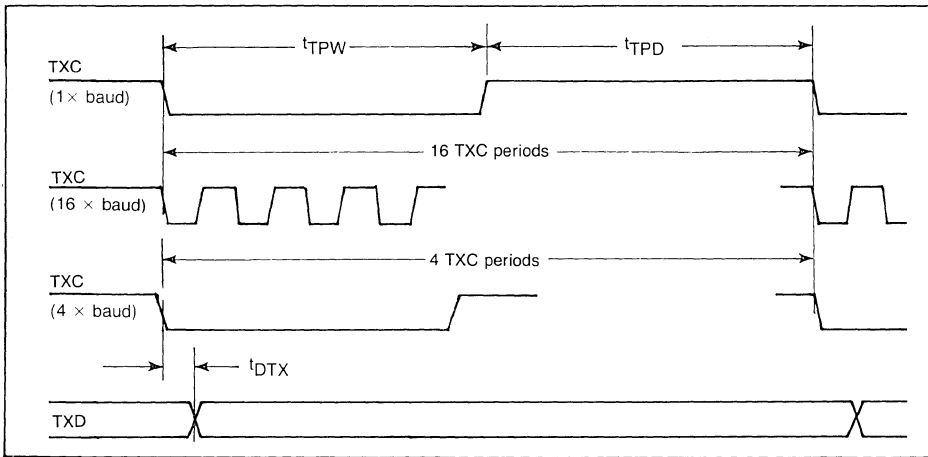 tTPW
tTPD
TXC
(1× baud)
16 TXC periods
TXC
(16 × baud)
4 TXC periods
TXC
(4 × baud)
tDTX
TXD